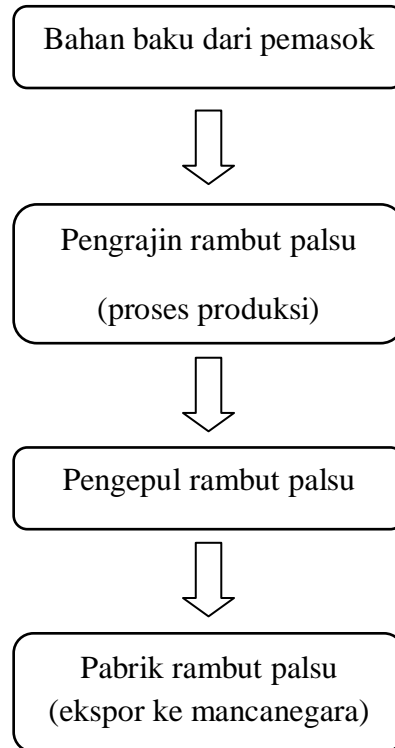 Bahan baku dari pemasok
Pengrajin rambut palsu
(proses produksi)
Pengepul rambut palsu
Pabrik rambut palsu
(ekspor ke mancanegara)